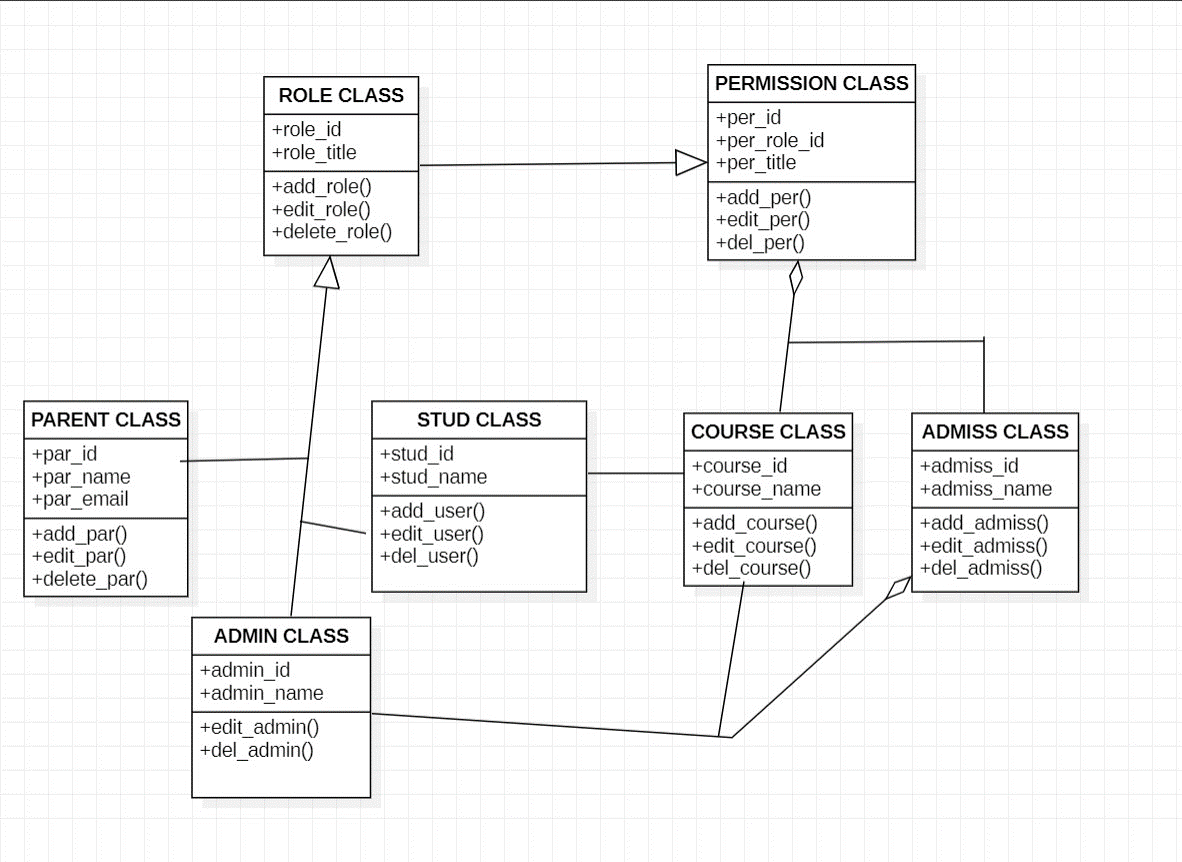 ROLE CLASS
+role_id
+role_title
+add_role()
+edit_role()
+delete_role()
PERMISSION CLASS
+per_id
+per_role_id
+per_title
+add_per()
+edit_per()
+del_per()
PARENT CLASS
+par_id
+par_name
+par_email
+add_par()
+edit_par()
+delete_par()
STUD CLASS
+stud_id
+stud_name
+add_user()
+edit_user()
+del_user()
COURSE CLASS
+course_id
+course_name
+add_course()
+edit_course()
+del_course()
ADMISS CLASS
+admiss_id
+admiss_name
+add_admiss()
+edit_admiss()
+del_admiss()
ADMIN CLASS
+admin_id
+admin_name
+edit_admin()
+del_admin()